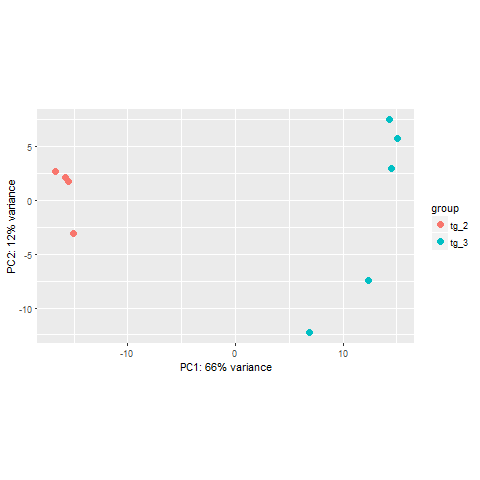 5
0
-5
-10
-10
0
10
PC1: 66% variance
PC2: 12% variance
group
tg_2
tg_3